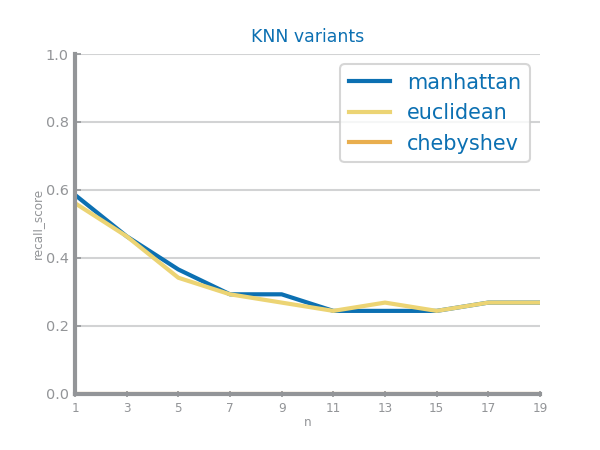 KNN variants
1.0
0.8
0.6
0.4
0.2
0.0
recall_score
manhattan
euclidean
chebyshev
1 3 5 7 9 11 13 15 17 19
n